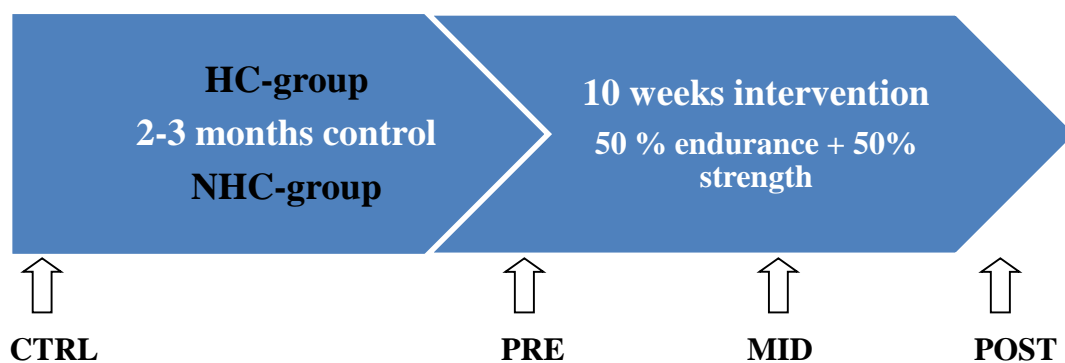 HC-group
2-3 months control
NHC-group
10 weeks intervention
50 % endurance + 50%
strength
CTRL
PRE
MID
POST